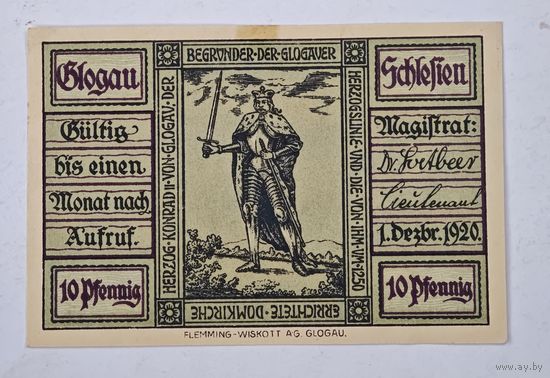 Glogau
Gültig
bis einen
Monat nach
Aufruf.
10 Pfennig
HERZOG·KONRAD II·VON·GLOGAU·DER
BEGRÜNDER·DER·GLOGAUER
HERZOGSLINIE·UND·DIE·VON·IHM·UM·1250
ERRICHTETE·DOMKIRCHE
Schlesien
Magistrat:
1. Dezbr. 1920.
10 Pfennig
FLEMMING-WISKOTT A.G. GLOGAU.
www.ay.by